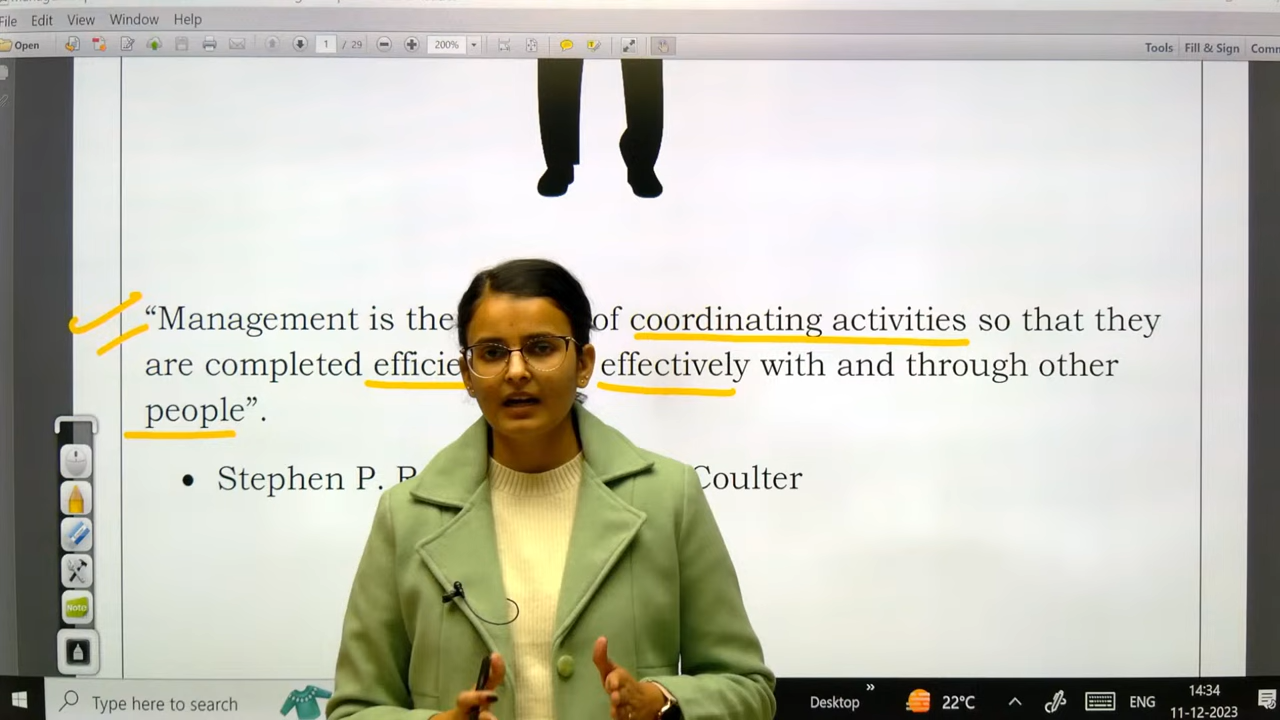 File Edit View Window Help
Open 1 / 29 200% Tools Fill & Sign
“Management is the of coordinating activities so that they
are completed effectively with and through other
people”.
• Stephen P. Coulter
Note
Type here to search Desktop 22°C ENG 14:34
11-12-2023